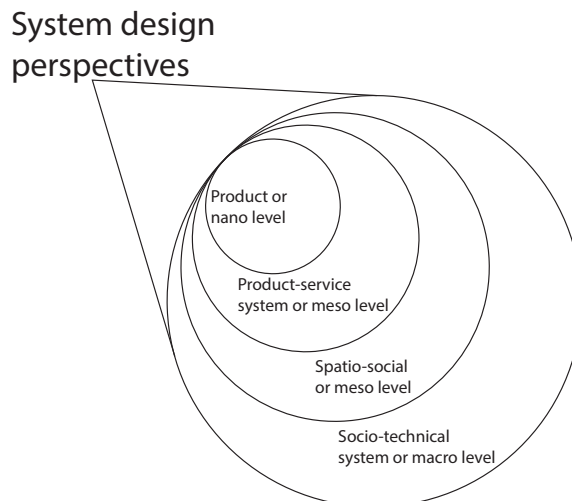 System design
perspectives
Product or
nano level
Product-service
system or meso level
Spatio-social
or meso level
Socio-technical
system or macro level